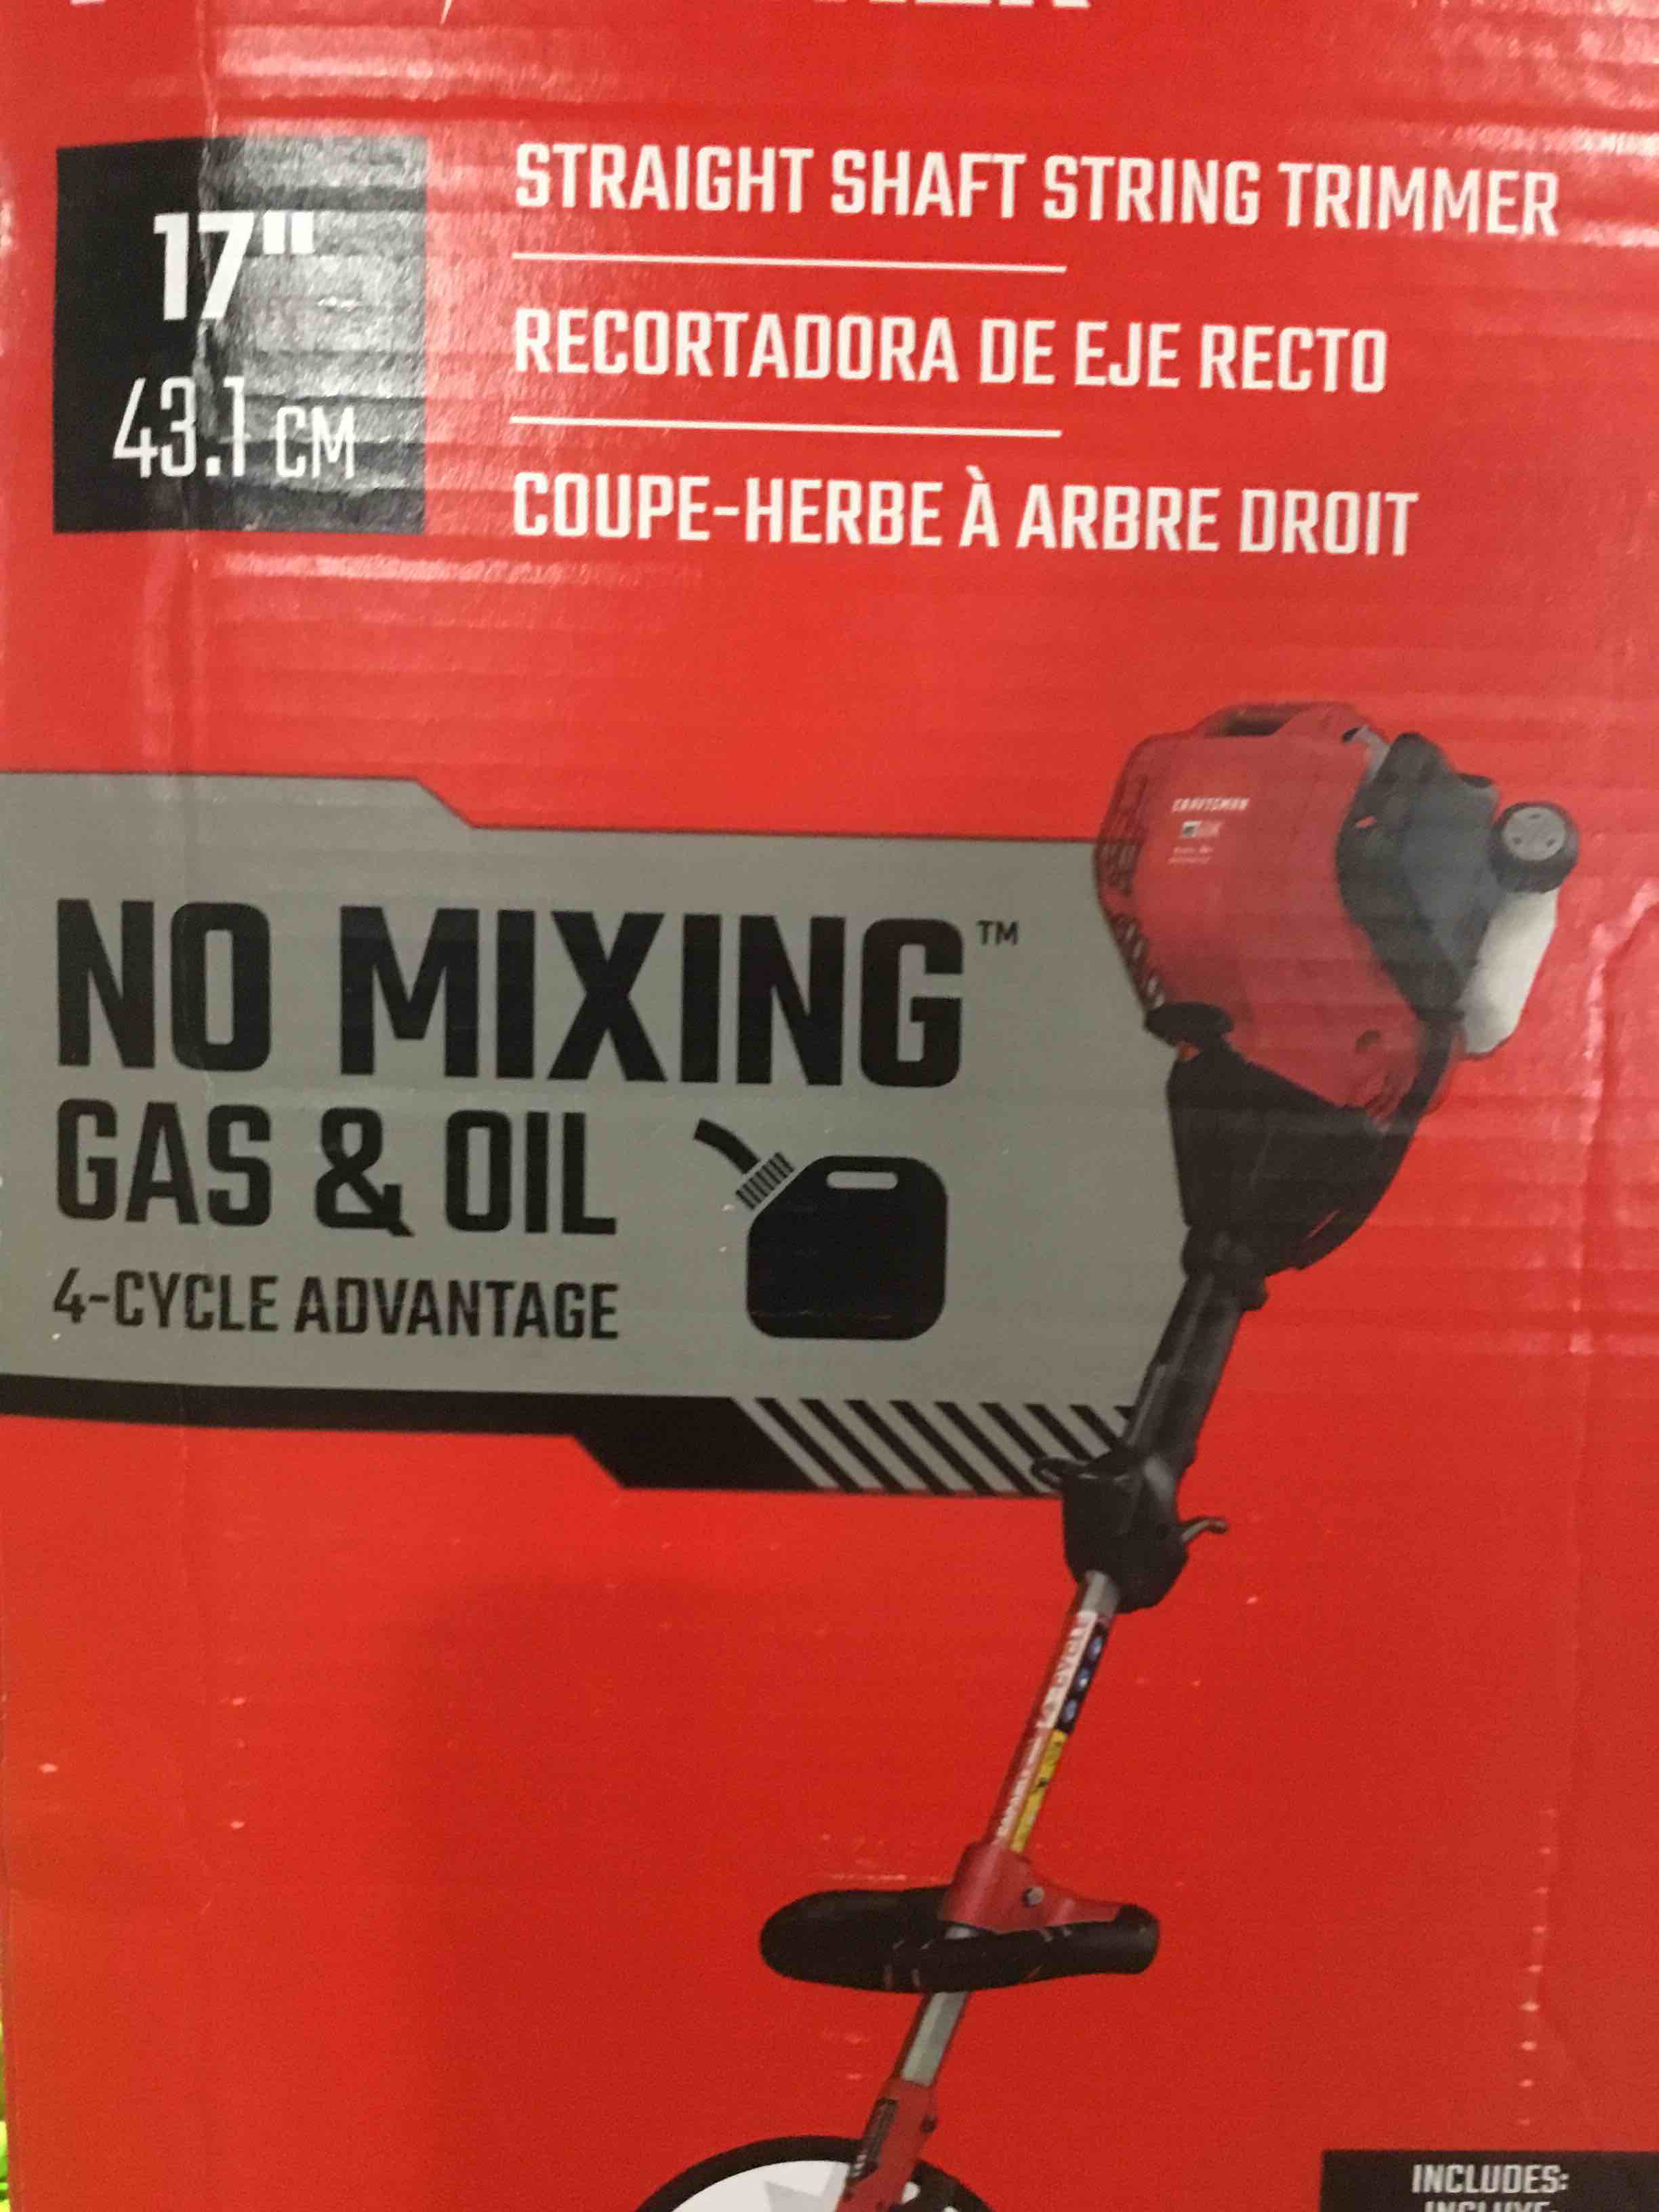 17"
43.1 CM
STRAIGHT SHAFT STRING TRIMMER
RECORTADORA DE EJE RECTO
COUPE-HERBE À ARBRE DROIT
CRAFTSMAN
NO MIXING™
GAS & OIL
4-CYCLE ADVANTAGE
INCLUDES: